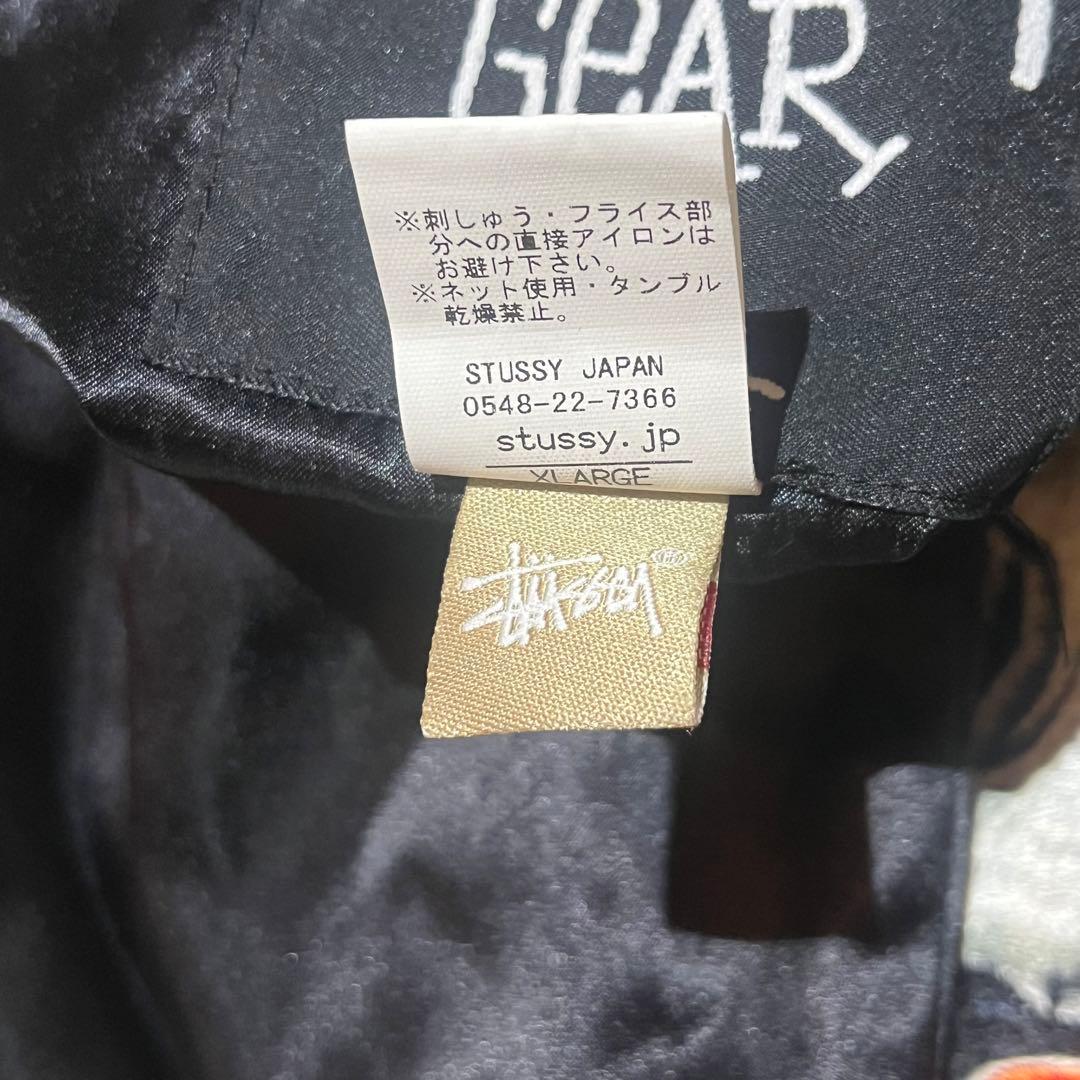 GEAR
※刺しゅう・フライス部
分への直接アイロンは
お避け下さい。
※ネット使用・タンブル
乾燥禁止。
STUSSY JAPAN
0548-22-7366
stussy.jp
XLARGE
Stüssy